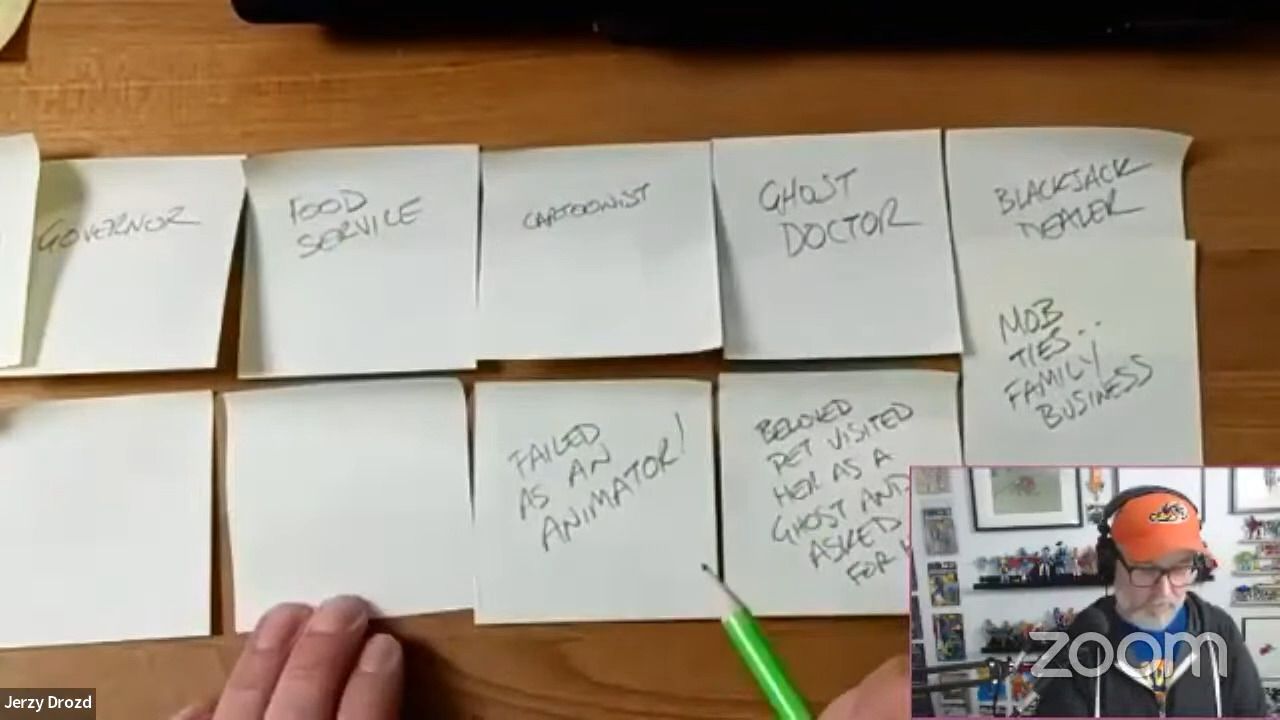 GOVERNOR
FOOD
SERVICE
CARTOONIST
GHOST
DOCTOR
BLACKJACK
DEALER
MOB
TIES..
FAMILY
BUSINESS
FAILED
AS AN
ANIMATOR!
BELOVED
PET VISITED
HER AS A
GHOST AND
ASKED
FOR
zoom
Jerzy Drozd